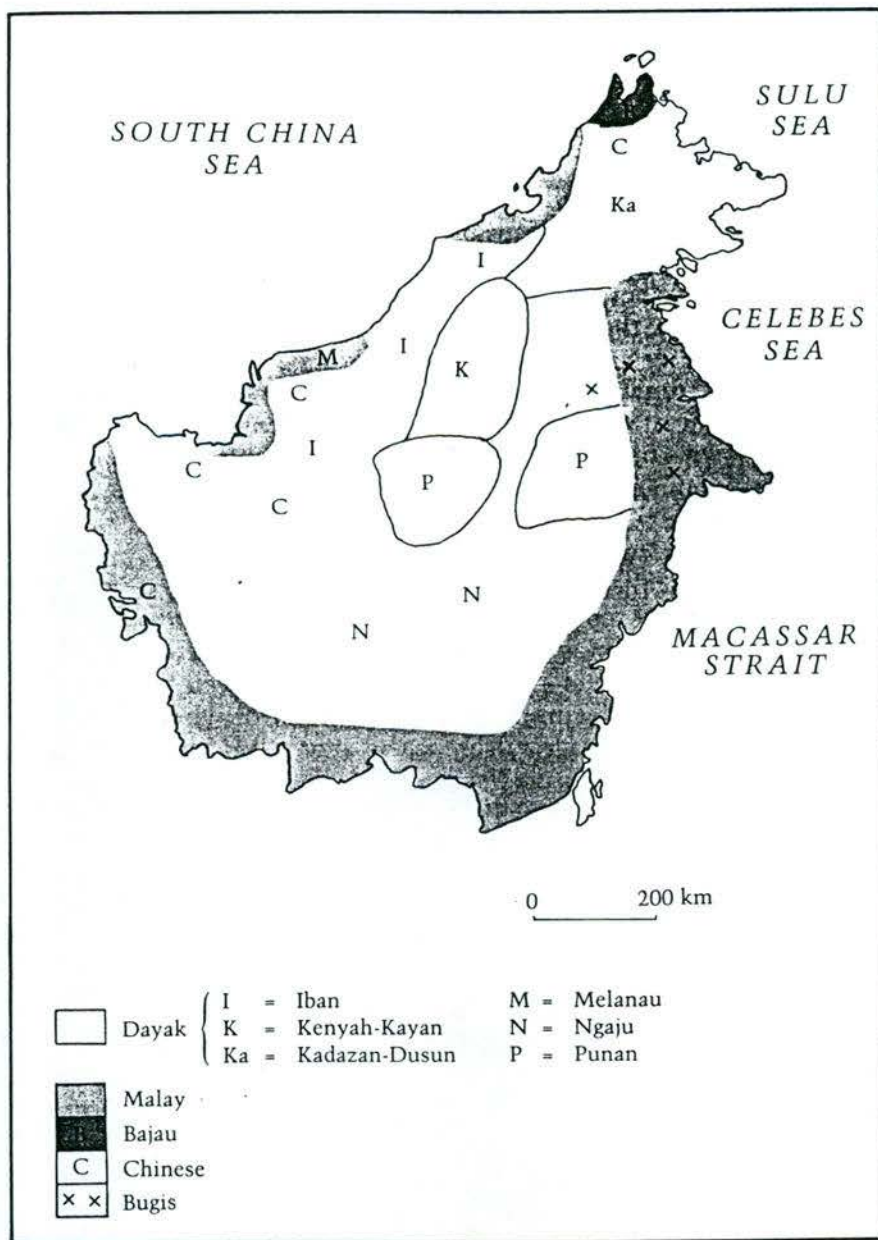 SOUTH CHINA
SEA
SULU
SEA
C
Ka
I
CELEBES
SEA
I
K
M
C
I
C
P
P
C
C
N
N
MACASSAR
STRAIT
0 200 km
Dayak
I = Iban
K = Kenyah-Kayan
Ka = Kadazan-Dusun
M = Melanau
N = Ngaju
P = Punan
Malay
Bajau
C Chinese
× × Bugis